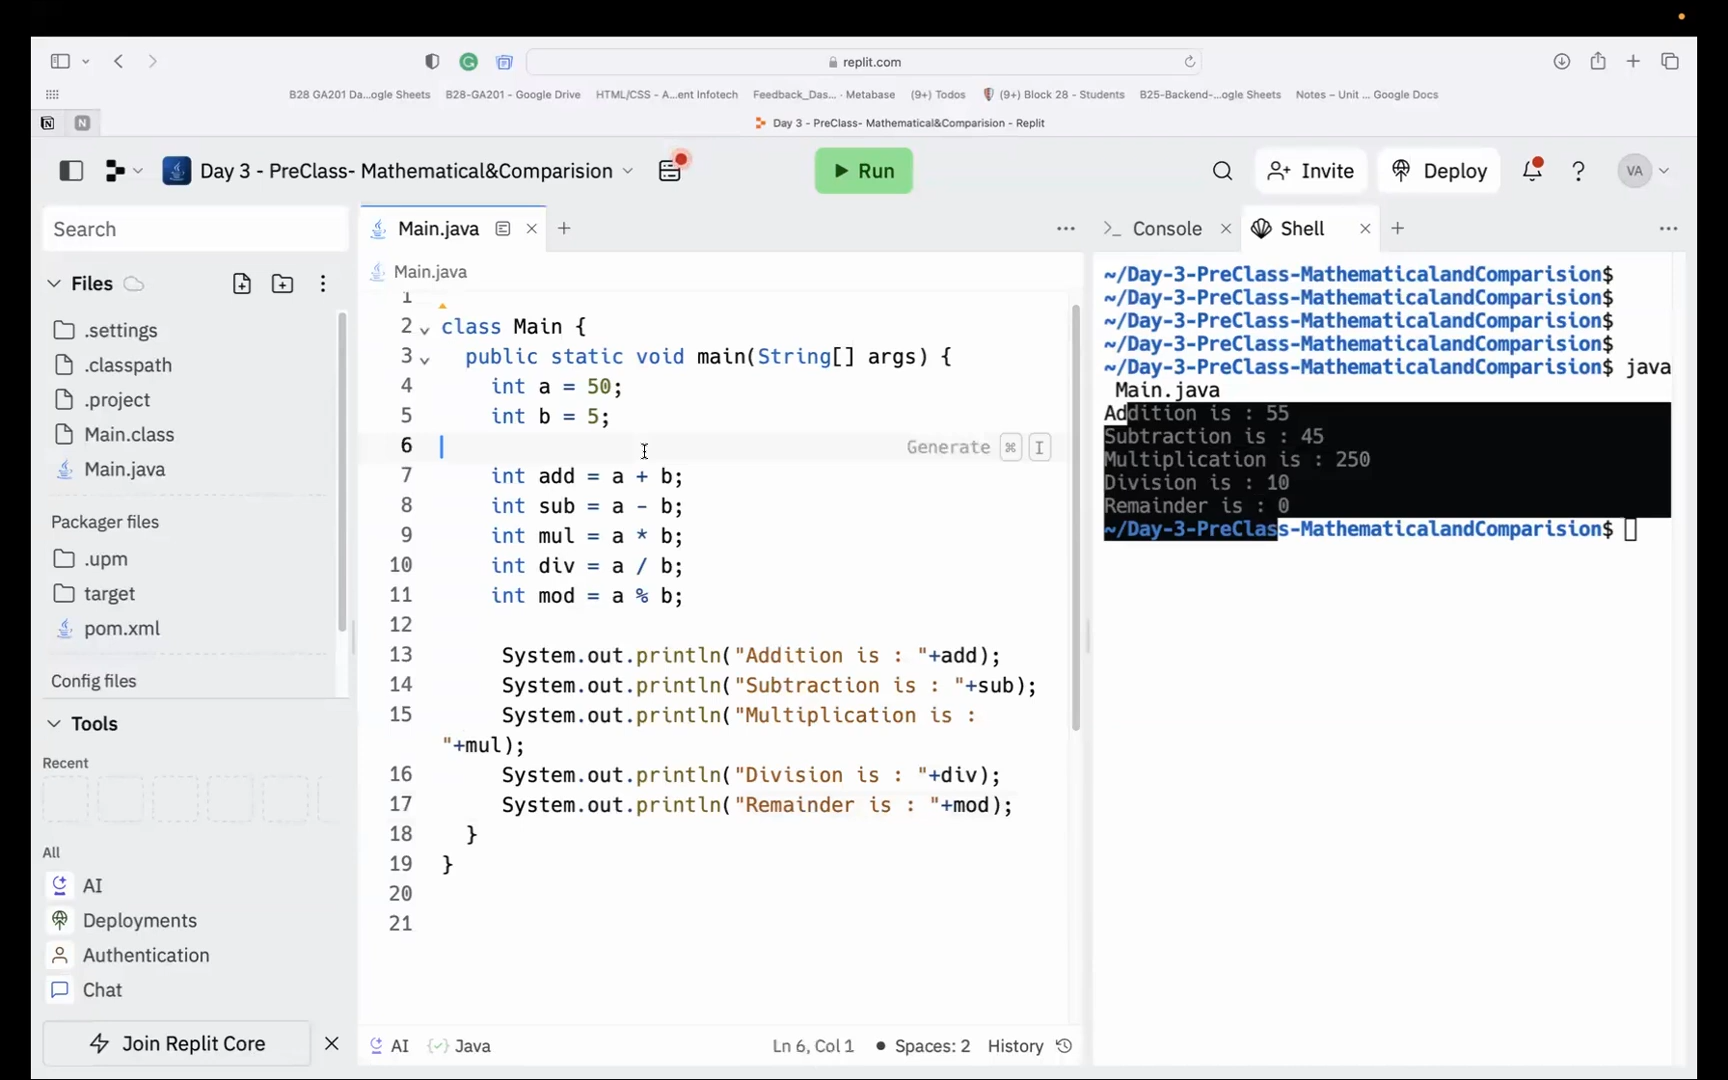 replit.com
B28 GA201 Da...ogle Sheets B28-GA201 - Google Drive HTML/CSS - A...ent Infotech Feedback_Das... · Metabase (9+) Todos (9+) Block 28 - Students B25-Backend-...ogle Sheets Notes – Unit ... Google Docs
N Day 3 - PreClass- Mathematical&Comparision - Replit
Day 3 - PreClass- Mathematical&Comparision Run Invite Deploy ? VA
Search
Files
.settings
.classpath
.project
Main.class
Main.java
Packager files
.upm
target
pom.xml
Config files
Tools
Recent
All
AI
Deployments
Authentication
Chat
Join Replit Core
Main.java
Main.java
1
2 class Main {
3 public static void main(String[] args) {
4 int a = 50;
5 int b = 5;
6 Generate ⌘ I
7 int add = a + b;
8 int sub = a - b;
9 int mul = a * b;
10 int div = a / b;
11 int mod = a % b;
12
13 System.out.println("Addition is : "+add);
14 System.out.println("Subtraction is : "+sub);
15 System.out.println("Multiplication is :
"+mul);
16 System.out.println("Division is : "+div);
17 System.out.println("Remainder is : "+mod);
18 }
19 }
20
21
AI Java Ln 6, Col 1 Spaces: 2 History
Console Shell
~/Day-3-PreClass-MathematicalandComparision$
~/Day-3-PreClass-MathematicalandComparision$
~/Day-3-PreClass-MathematicalandComparision$
~/Day-3-PreClass-MathematicalandComparision$
~/Day-3-PreClass-MathematicalandComparision$ java
Main.java
Addition is : 55
Subtraction is : 45
Multiplication is : 250
Division is : 10
Remainder is : 0
~/Day-3-PreClass-MathematicalandComparision$